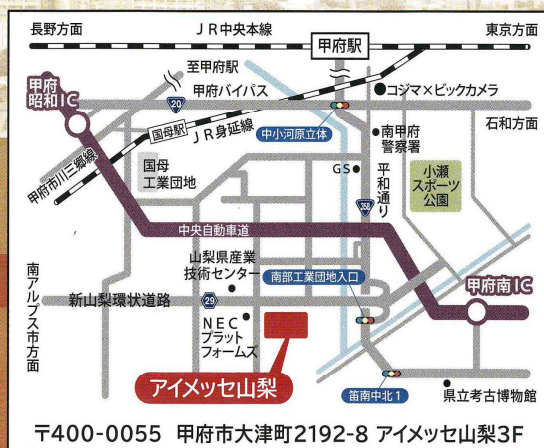 長野方面
JR中央本線
甲府駅
東京方面
至甲府駅
甲府
昭和IC
20
甲府バイパス
コジマ×ビックカメラ
中小河原立体
石和方面
国母駅
JR身延線
南甲府
警察署
甲府市川三郷線
国母
工業団地
GS
平和通り
小瀬
スポーツ
公園
358
中央自動車道
山梨県産業
技術センター
南部工業団地入口
南アルプス市方面
新山梨環状道路
29
甲府南IC
NEC
プラット
フォームズ
アイメッセ山梨
笛南中北1
県立考古博物館
〒400-0055 甲府市大津町2192-8 アイメッセ山梨3F